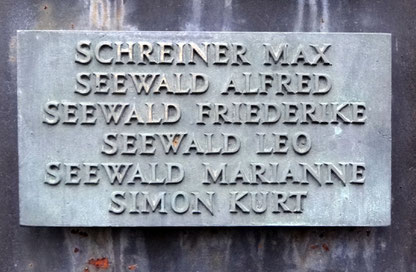 SCHREINER MAX
SEEWALD ALFRED
SEEWALD FRIEDERIKE
SEEWALD LEO
SEEWALD MARIANNE
SIMON KURT